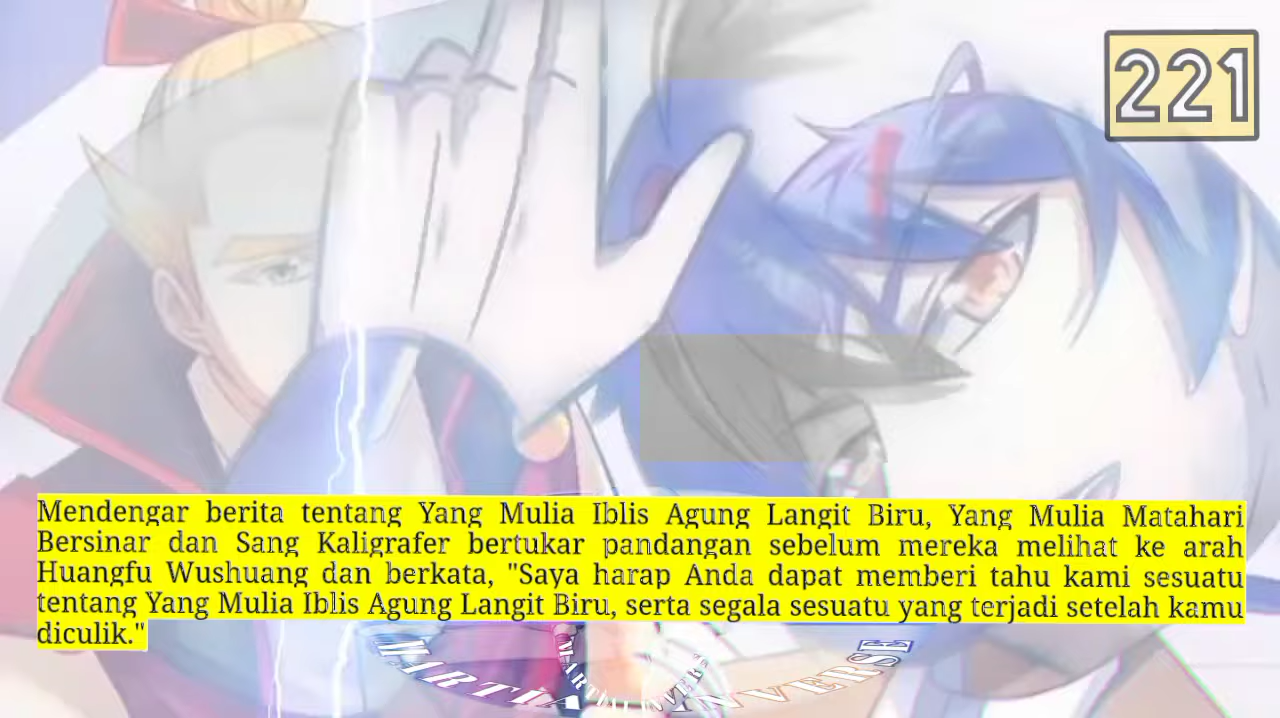 221
Mendengar berita tentang Yang Mulia Iblis Agung Langit Biru, Yang Mulia Matahari
Bersinar dan Sang Kaligrafer bertukar pandangan sebelum mereka melihat ke arah
Huangfu Wushuang dan berkata, "Saya harap Anda dapat memberi tahu kami sesuatu
tentang Yang Mulia Iblis Agung Langit Biru, serta segala sesuatu yang terjadi setelah kamu
diculik."